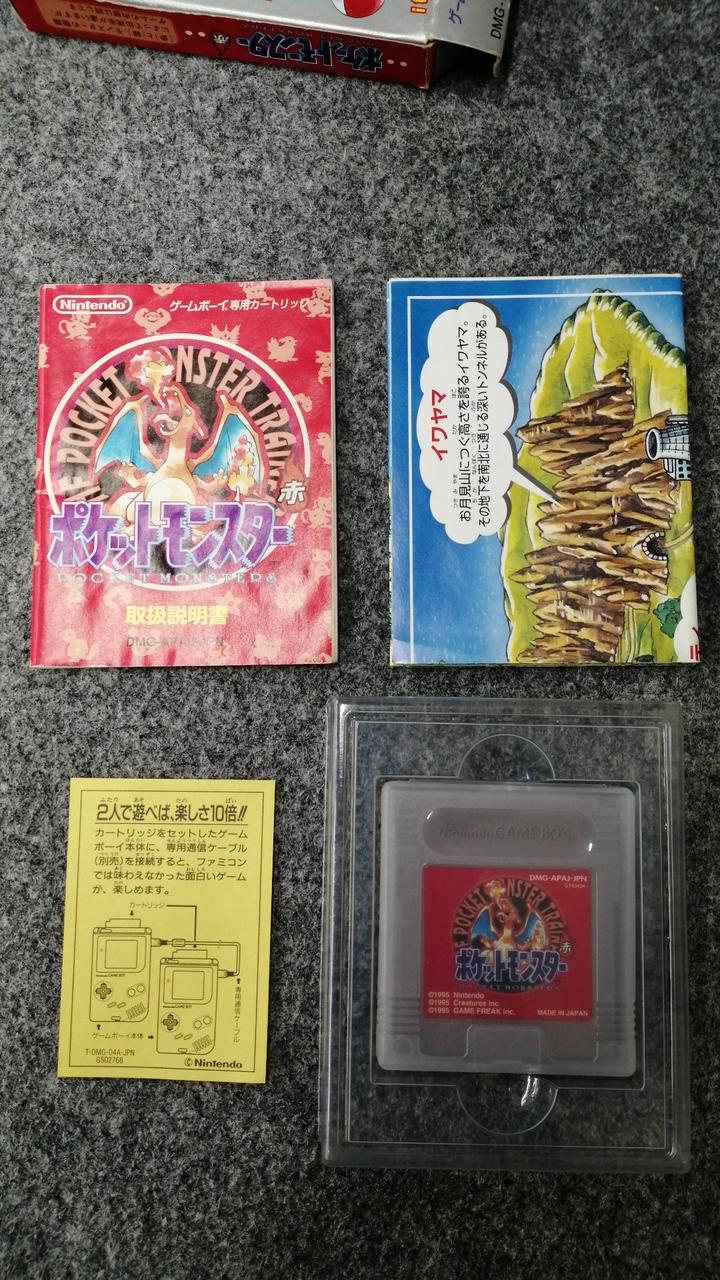 ポケットモンスター 赤
DMG-
Nintendo
ゲームボーイ専用カートリッジ
POCKET MONSTER TRAINER
赤
ポケットモンスター
POCKET MONSTERS
取扱説明書
DMG-APAJ-JPN
イワヤマ
お月見山につぐ高さを誇るイワヤマ。
その地下を南北に通じる深いトンネルがある。
2人で遊べば、楽しさ10倍!!
カートリッジをセットしたゲーム
ボーイ本体に、専用通信ケーブル
(別売)を接続すると、ファミコン
では味わえなかった面白いゲー
ムが、楽しめます。
カートリッジ
専用通信ケーブル
ゲームボーイ本体
T-DMG-04A-JPN
G502768
©Nintendo
Nintendo GAME BOY
DMG-APAJ-JPN
POCKET MONSTER TRAINER
赤
ポケットモンスター
POCKET MONSTERS
©1995 Nintendo
©1995 Creatures inc.
©1995 GAME FREAK inc.
MADE IN JAPAN